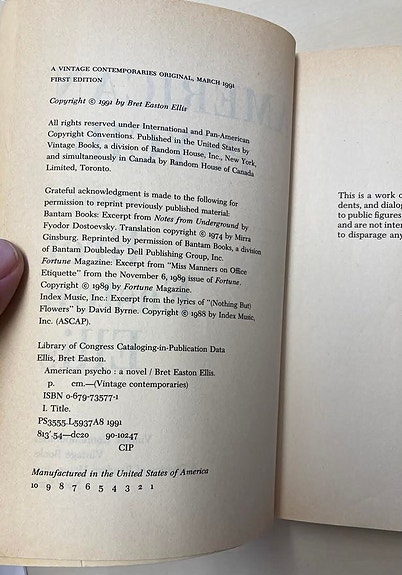 A VINTAGE CONTEMPORARIES ORIGINAL, MARCH 1991
FIRST EDITION
Copyright © 1991 by Bret Easton Ellis
All rights reserved under International and Pan-American
Copyright Conventions. Published in the United States by
Vintage Books, a division of Random House, Inc., New York,
and simultaneously in Canada by Random House of Canada
Limited, Toronto.
Grateful acknowledgment is made to the following for
permission to reprint previously published material:
Bantam Books: Excerpt from Notes from Underground by
Fyodor Dostoevsky. Translation copyright © 1974 by Mirra
Ginsburg. Reprinted by permission of Bantam Books, a division
of Bantam Doubleday Dell Publishing Group, Inc.
Fortune Magazine: Excerpt from "Miss Manners on Office
Etiquette" from the November 6, 1989 issue of Fortune.
Copyright © 1989 by Fortune Magazine.
Index Music, Inc.: Excerpt from the lyrics of "(Nothing But)
Flowers" by David Byrne. Copyright © 1988 by Index Music,
Inc. (ASCAP).
Library of Congress Cataloging-in-Publication Data
Ellis, Bret Easton.
American psycho : a novel / Bret Easton Ellis.
p. cm.—(Vintage contemporaries)
ISBN 0-679-73577-1
I. Title.
PS3555.L5937A8 1991
813'.54—dc20 90-10247
CIP
Manufactured in the United States of America
10 9 8 7 6 5 4 3 2 1
This is a work o
dents, and dialog
to public figures
and are not inter
to disparage any